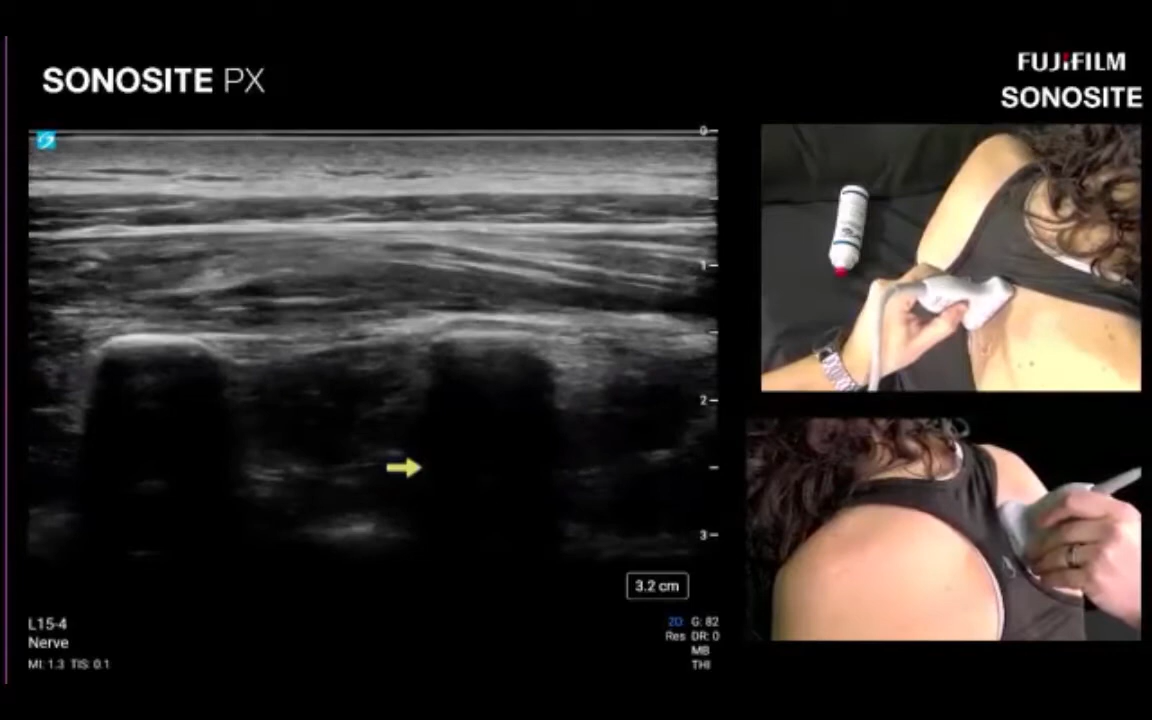 SONOSITE PX
FUJIFILM
SONOSITE
0
1
2
3
3.2 cm
L15-4
Nerve
MI: 1.3 TIS: 0.1
2D G: 82
Res DR: 0
MB
THI